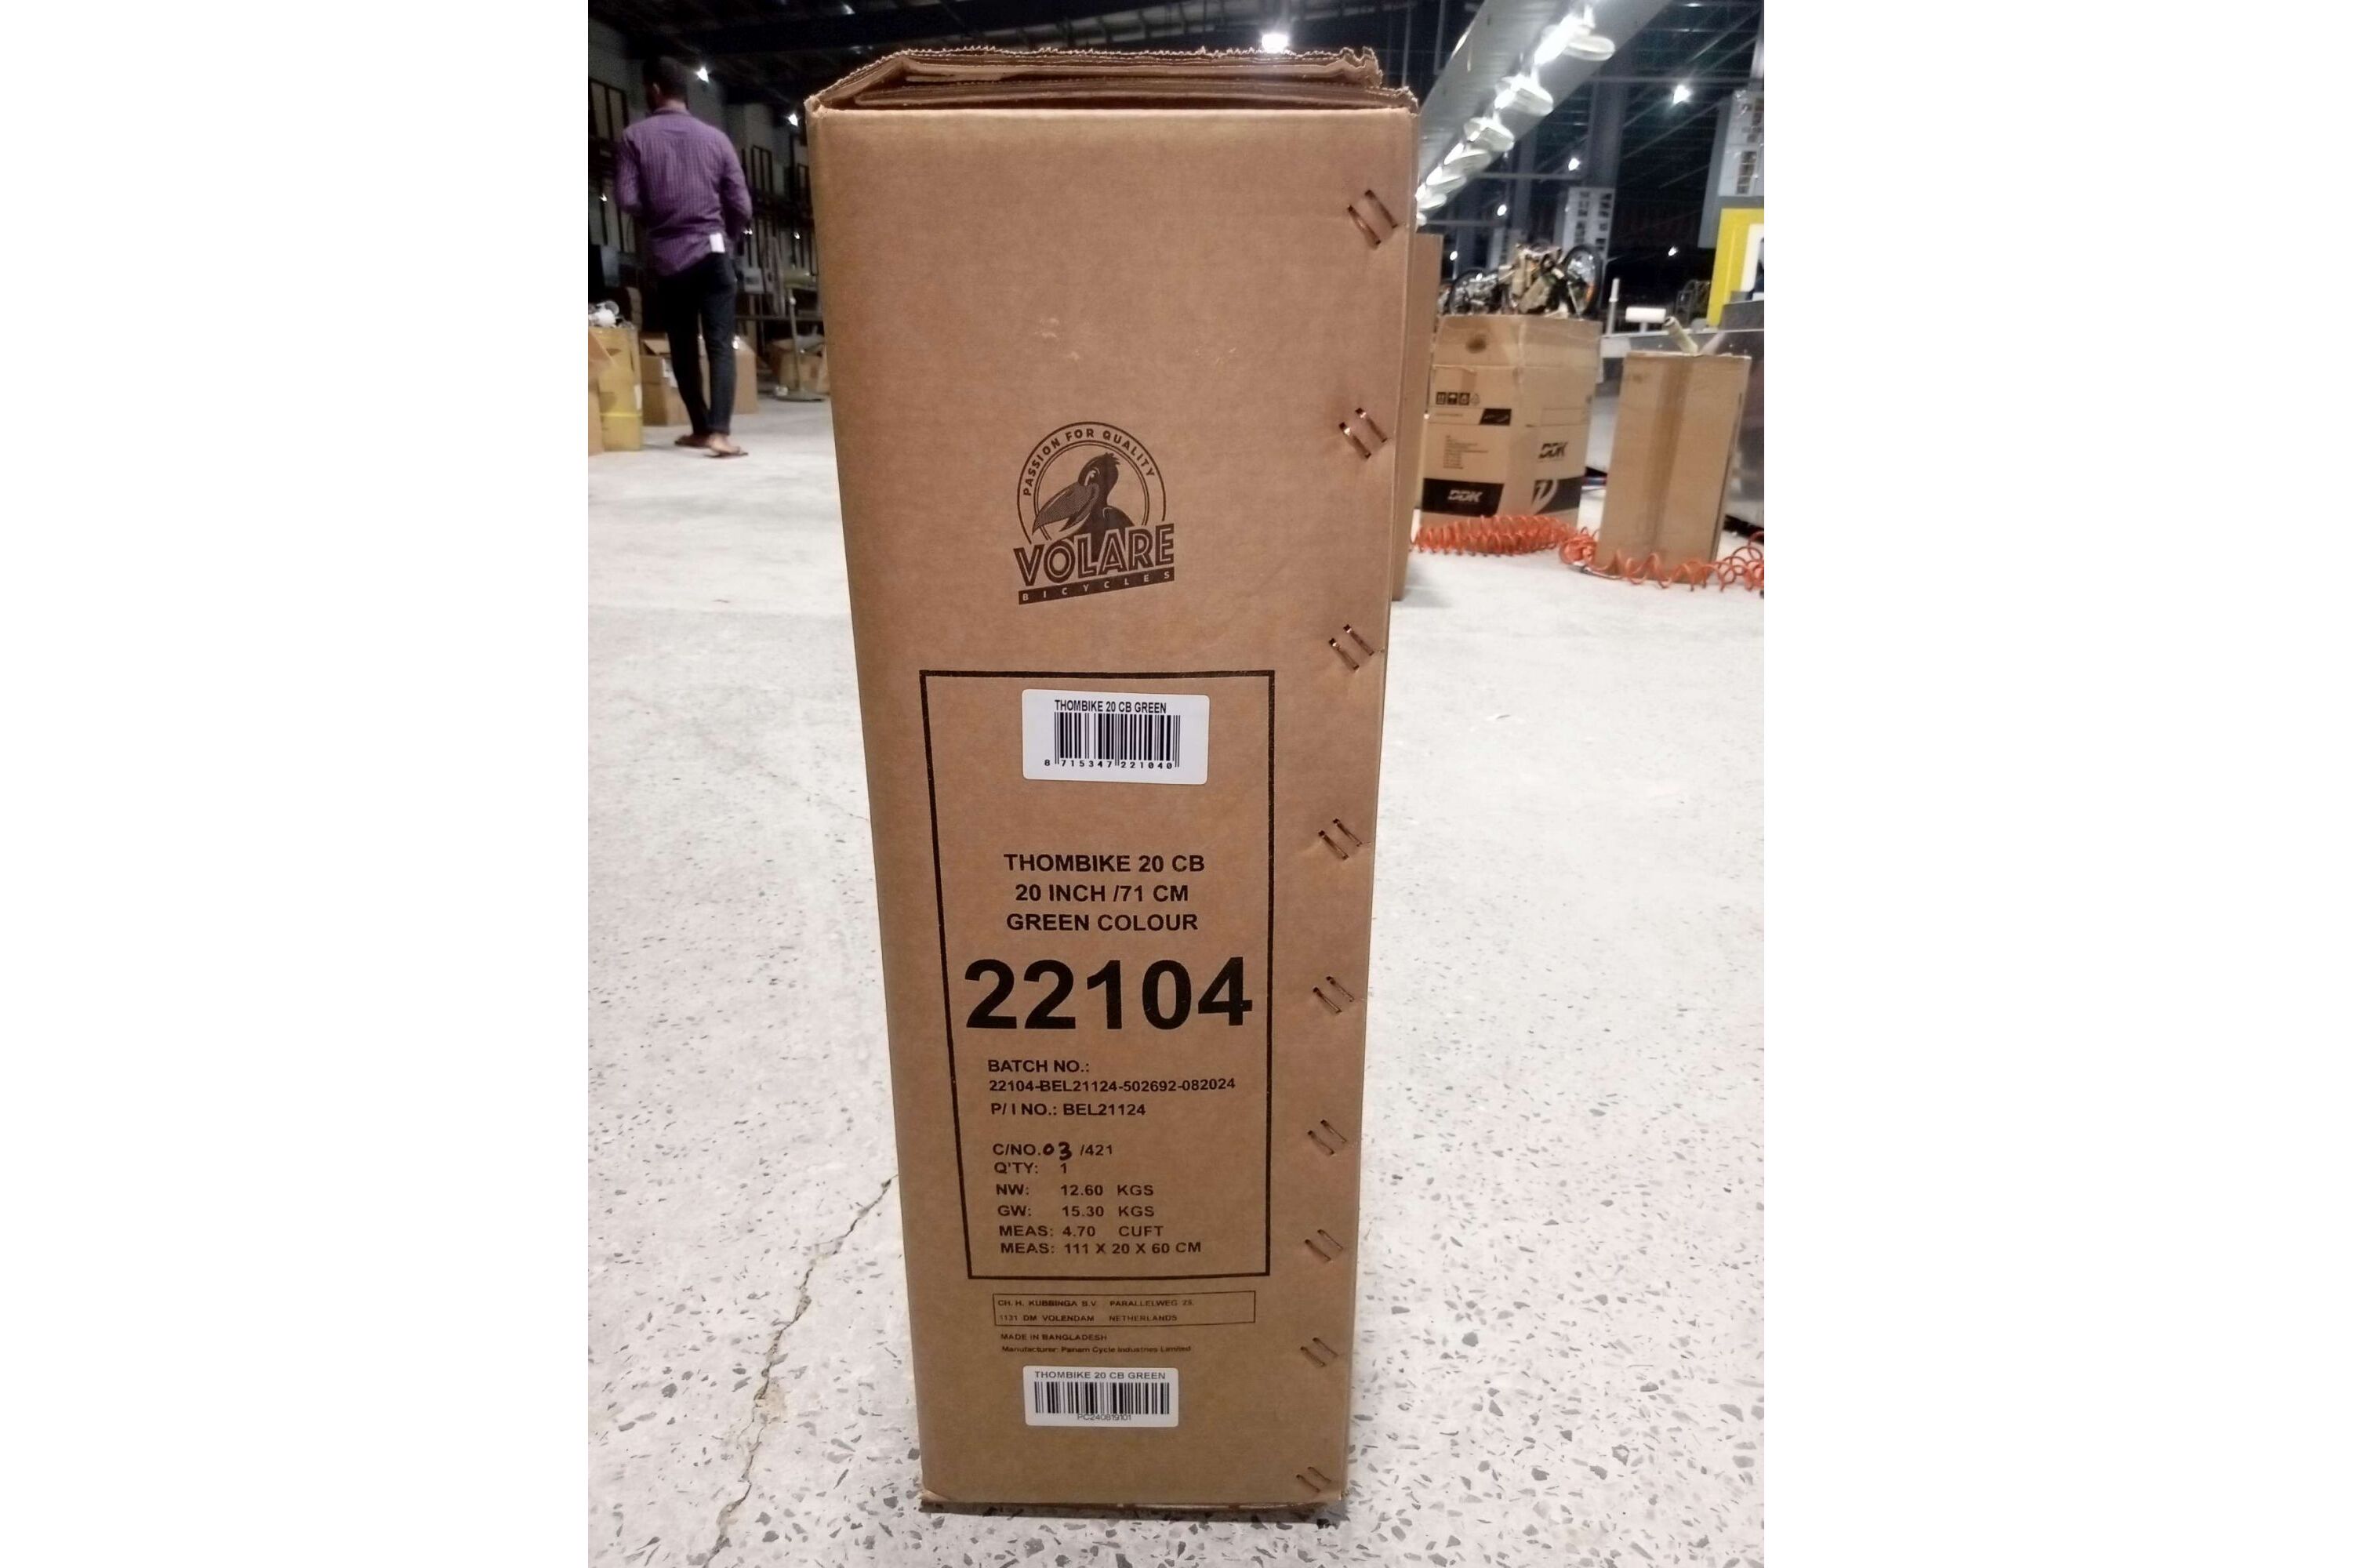 PASSION FOR QUALITY
VOLARE
BICYCLES
THOMBIKE 20 CB GREEN
8 715347 221040
THOMBIKE 20 CB
20 INCH /71 CM
GREEN COLOUR
22104
BATCH NO.:
22104-BEL21124-502692-082024
P/ I NO.: BEL21124
C/NO.03 /421
Q'TY: 1
NW: 12.60 KGS
GW: 15.30 KGS
MEAS: 4.70 CUFT
MEAS: 111 X 20 X 60 CM
CH. H. KUBBINGA B.V. PARALLELWEG 23.
1131 DM VOLENDAM NETHERLANDS
MADE IN BANGLADESH
Manufacturer: Panam Cycle Industries Limited
THOMBIKE 20 CB GREEN
PC240819101
DDK
DDK